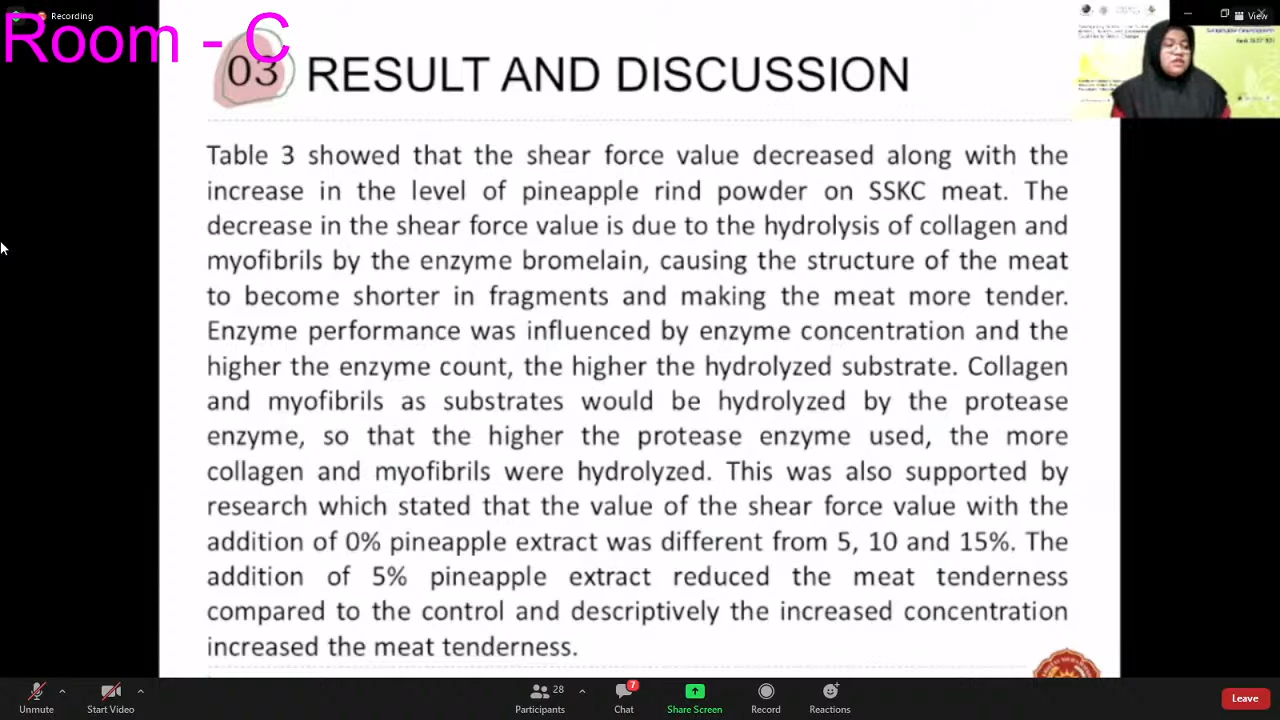 Recording
Room - C
View
03 RESULT AND DISCUSSION
Table 3 showed that the shear force value decreased along with the
increase in the level of pineapple rind powder on SSKC meat. The
decrease in the shear force value is due to the hydrolysis of collagen and
myofibrils by the enzyme bromelain, causing the structure of the meat
to become shorter in fragments and making the meat more tender.
Enzyme performance was influenced by enzyme concentration and the
higher the enzyme count, the higher the hydrolyzed substrate. Collagen
and myofibrils as substrates would be hydrolyzed by the protease
enzyme, so that the higher the protease enzyme used, the more
collagen and myofibrils were hydrolyzed. This was also supported by
research which stated that the value of the shear force value with the
addition of 0% pineapple extract was different from 5, 10 and 15%. The
addition of 5% pineapple extract reduced the meat tenderness
compared to the control and descriptively the increased concentration
increased the meat tenderness.
Unmute
Start Video
28
Participants
7
Chat
Share Screen
Record
Reactions
Leave